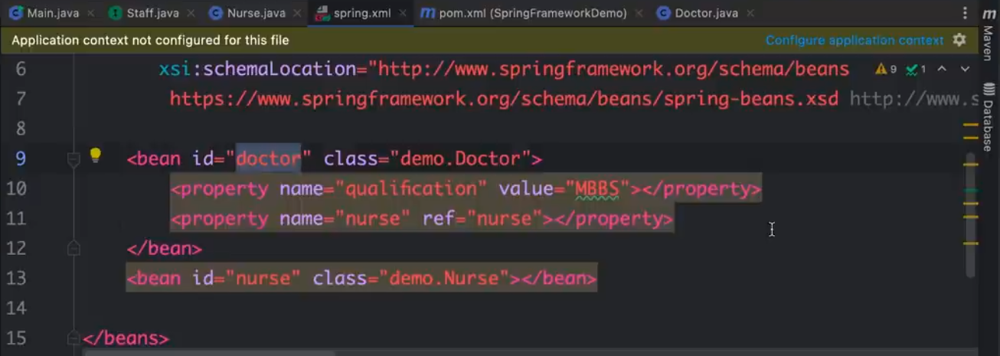 Main.java Staff.java Nurse.java spring.xml m pom.xml (SpringFrameworkDemo) Doctor.java m
Application context not configured for this file Configure application context
Maven
Database
6 xsi:schemaLocation="http://www.springframework.org/schema/beans 9 1
7 https://www.springframework.org/schema/beans/spring-beans.xsd http://www.s
8
9 <bean id="doctor" class="demo.Doctor">
10 <property name="qualification" value="MBBS"></property>
11 <property name="nurse" ref="nurse"></property>
12 </bean>
13 <bean id="nurse" class="demo.Nurse"></bean>
14
15 </beans>